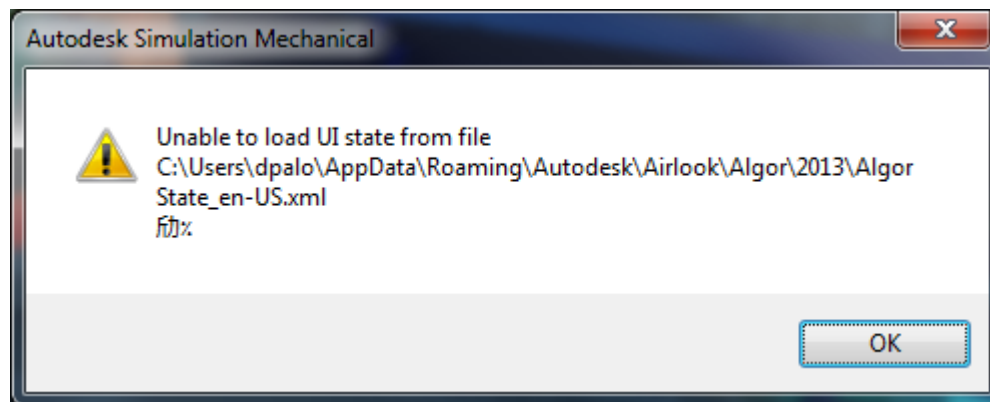 Autodesk Simulation Mechanical
Unable to load UI state from file
C:\Users\dpalo\AppData\Roaming\Autodesk\Airlook\Algor\2013\Algor
State_en-US.xml
OK